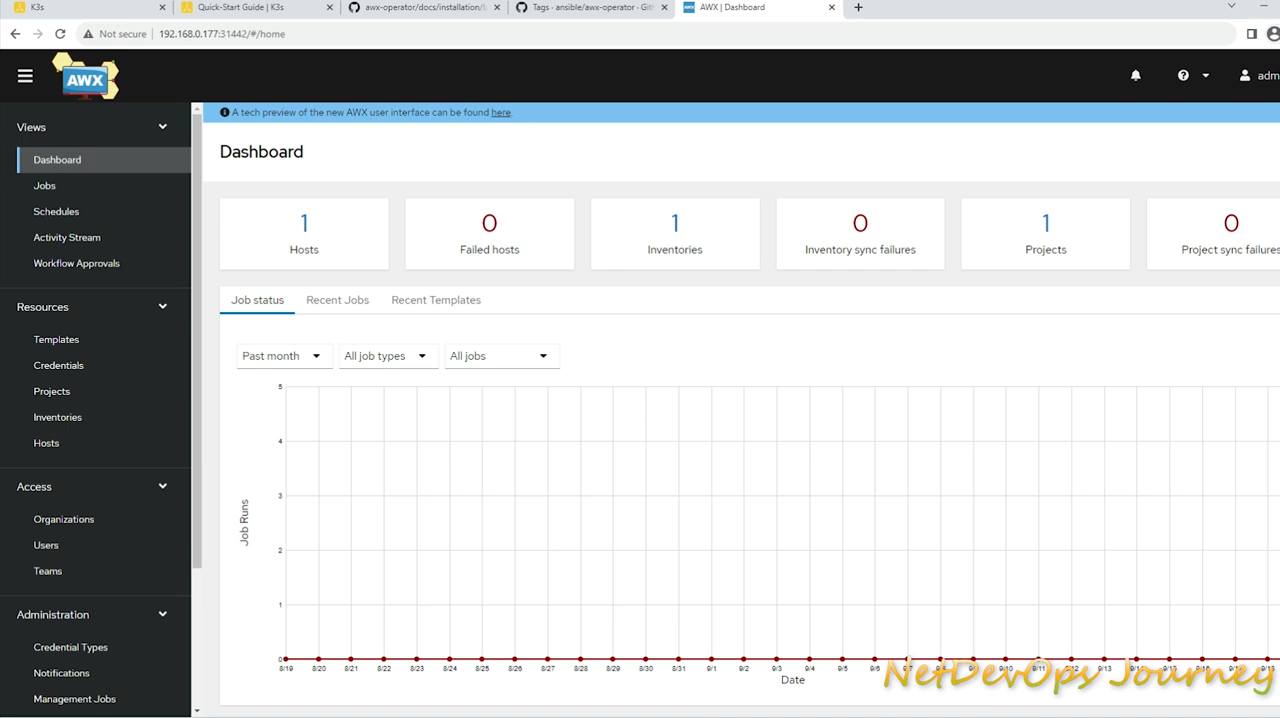 K3s
Quick-Start Guide | K3s
awx-operator/docs/installation/b
Tags · ansible/awx-operator · Git
AWX | Dashboard
Not secure
192.168.0.177:31442/#/home
AWX
adm
Views
Dashboard
Jobs
Schedules
Activity Stream
Workflow Approvals
Resources
Templates
Credentials
Projects
Inventories
Hosts
Access
Organizations
Users
Teams
Administration
Credential Types
Notifications
Management Jobs
A tech preview of the new AWX user interface can be found here.
Dashboard
1
Hosts
0
Failed hosts
1
Inventories
0
Inventory sync failures
1
Projects
0
Project sync failures
Job status
Recent Jobs
Recent Templates
Past month
All job types
All jobs
5
4
3
2
1
0
Job Runs
8/19 8/20 8/21 8/22 8/23 8/24 8/25 8/26 8/27 8/28 8/29 8/30 8/31 9/1 9/2 9/3 9/4 9/5 9/6
Date
NetDevOps Journey